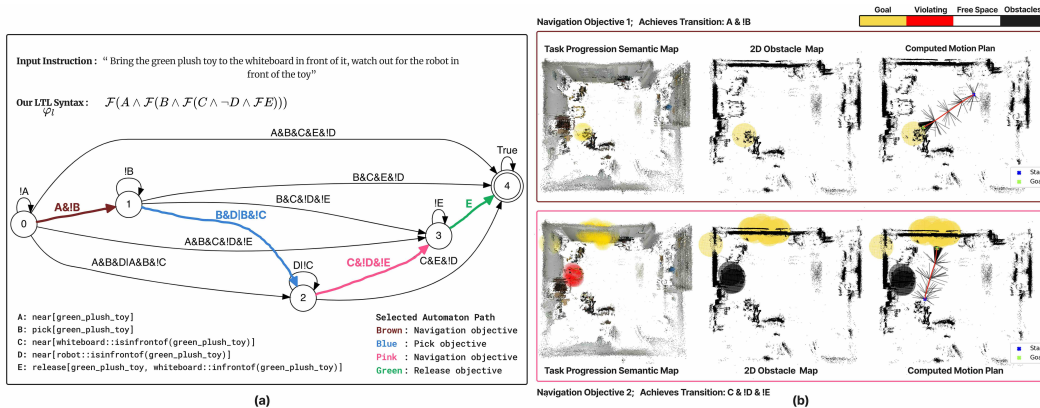 Input Instruction : “ Bring the green plush toy to the whiteboard in front of it, watch out for the robot in
front of the toy”
Our LTL Syntax : F(A ∧ F(B ∧ F(C ∧ ¬D ∧ FE)))
φl
A&B&C&E&!D
True
!A
!B
B&C&E&!D
4
0
A&!B
1
B&D|B&!C
B&C&!D&!E
!E
E
3
A&B&C&!D&!E
A&B&D|A&B&!C
D|!C
C&!D&!E
C&E&!D
2
A: near[green_plush_toy]
B: pick[green_plush_toy]
C: near[whiteboard::isinfrontof(green_plush_toy)]
D: near[robot::isinfrontof(green_plush_toy)]
E: release[green_plush_toy, whiteboard::infrontof(green_plush_toy)]
Selected Automaton Path
Brown: Navigation objective
Blue : Pick objective
Pink : Navigation objective
Green: Release objective
(a)
Goal Violating Free Space Obstacles
Navigation Objective 1; Achieves Transition: A & !B
Task Progression Semantic Map 2D Obstacle Map Computed Motion Plan
Sta
Goa
Sta
Goa
Task Progression Semantic Map 2D Obstacle Map Computed Motion Plan
Navigation Objective 2; Achieves Transition: C & !D & !E
(b)